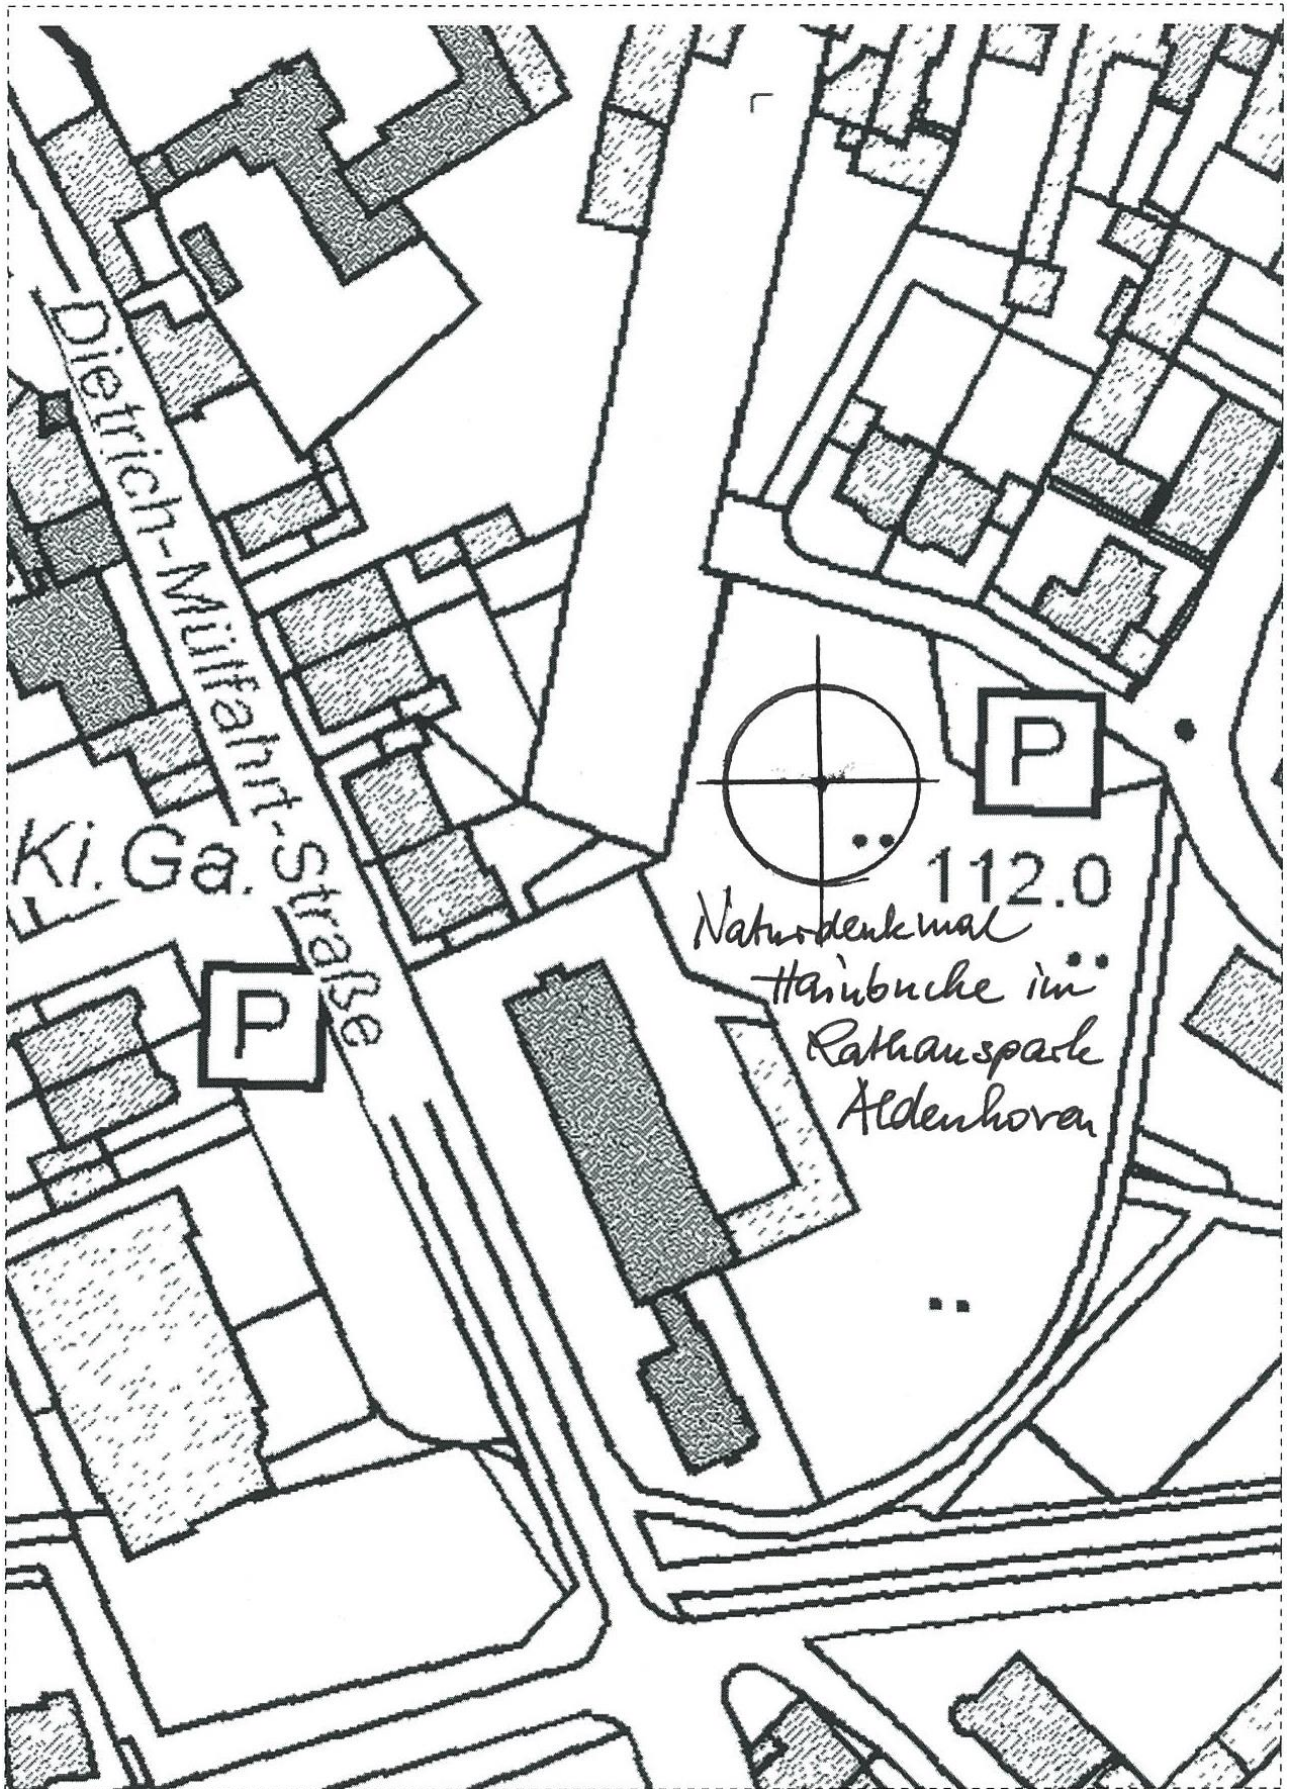 Dietrich-Mülfahrt-Straße
P
Ki. Ga.
112.0
Naturdenkmal
Hainbuche im
Rathauspark
Aldenhoven
P